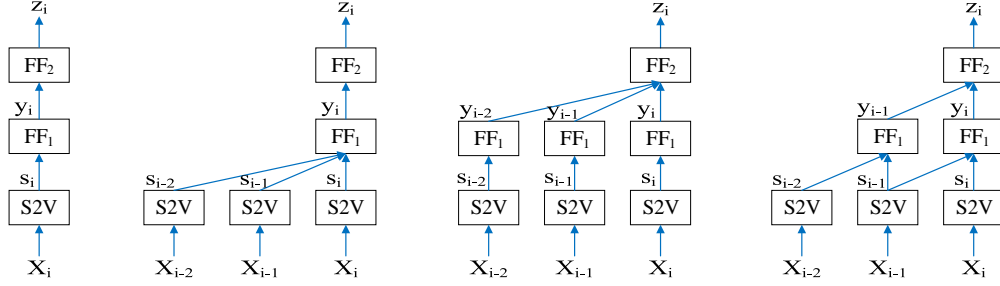 zᵢ zᵢ zᵢ zᵢ
FF₂ FF₂ FF₂ FF₂
yᵢ yᵢ yᵢ₋₂ yᵢ₋₁ yᵢ yᵢ₋₁ yᵢ
FF₁ FF₁ FF₁ FF₁ FF₁ FF₁ FF₁
sᵢ sᵢ₋₂ sᵢ₋₁ sᵢ sᵢ₋₂ sᵢ₋₁ sᵢ sᵢ₋₂ sᵢ₋₁ sᵢ
S2V S2V S2V S2V S2V S2V S2V S2V S2V S2V
Xᵢ Xᵢ₋₂ Xᵢ₋₁ Xᵢ Xᵢ₋₂ Xᵢ₋₁ Xᵢ Xᵢ₋₂ Xᵢ₋₁ Xᵢ